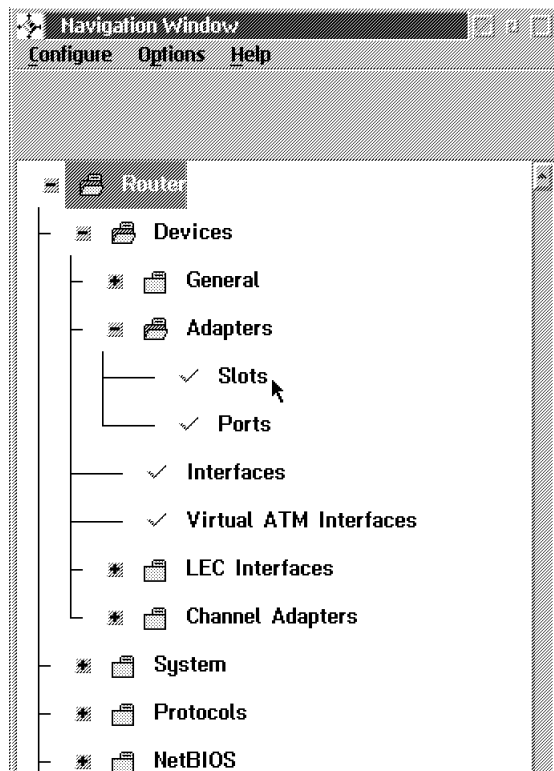 Navigation Window
Configure Options Help
Router
Devices
General
Adapters
Slots
Ports
Interfaces
Virtual ATM Interfaces
LEC Interfaces
Channel Adapters
System
Protocols
NetBIOS